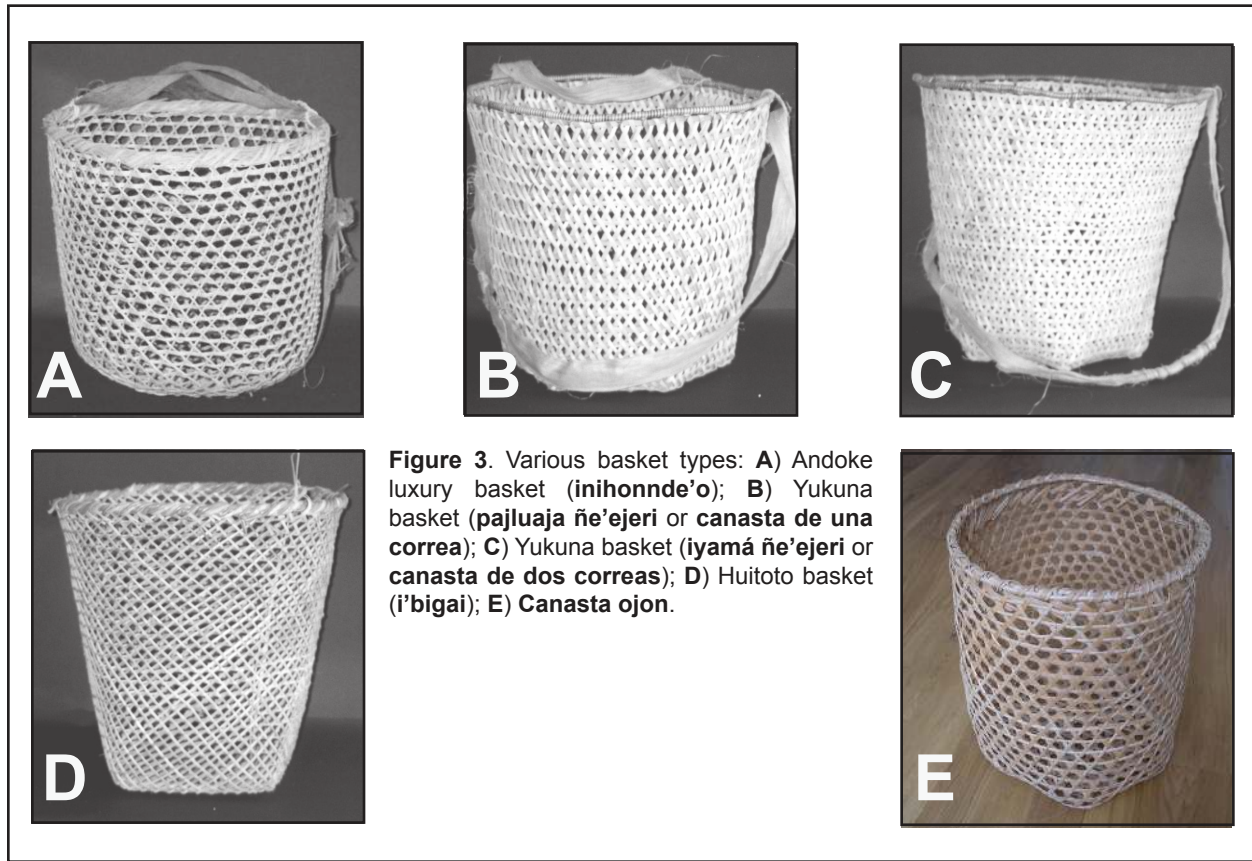 A
B
C
Figure 3. Various basket types: A) Andoke
luxury basket (inihonnde’o); B) Yukuna
basket (pajluaja ñe’ejeri or canasta de una
correa); C) Yukuna basket (iyamá ñe’ejeri or
canasta de dos correas); D) Huitoto basket
(i’bigai); E) Canasta ojon.
D
E